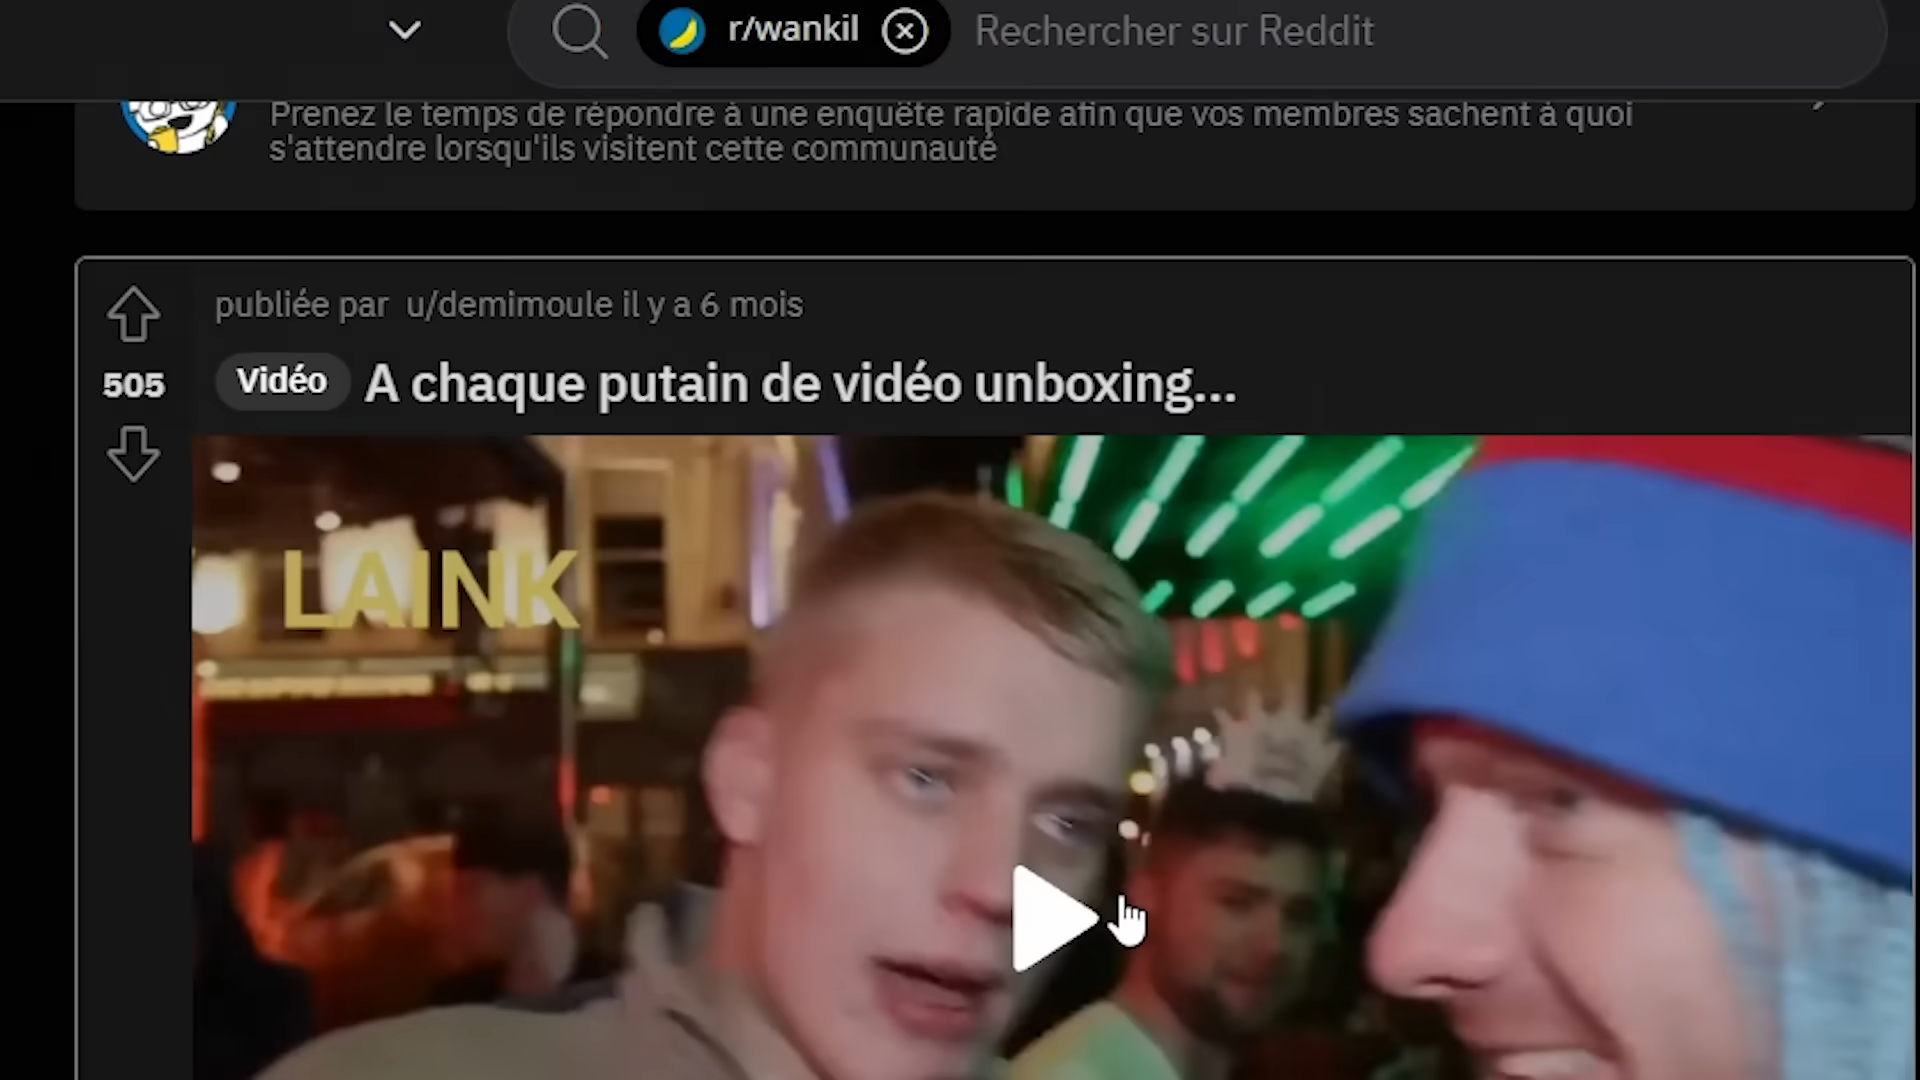 r/wankil
Rechercher sur Reddit
Prenez le temps de répondre à une enquête rapide afin que vos membres sachent à quoi
s'attendre lorsqu'ils visitent cette communauté
publiée par u/demimoule il y a 6 mois
505
Vidéo
A chaque putain de vidéo unboxing...
LAINK